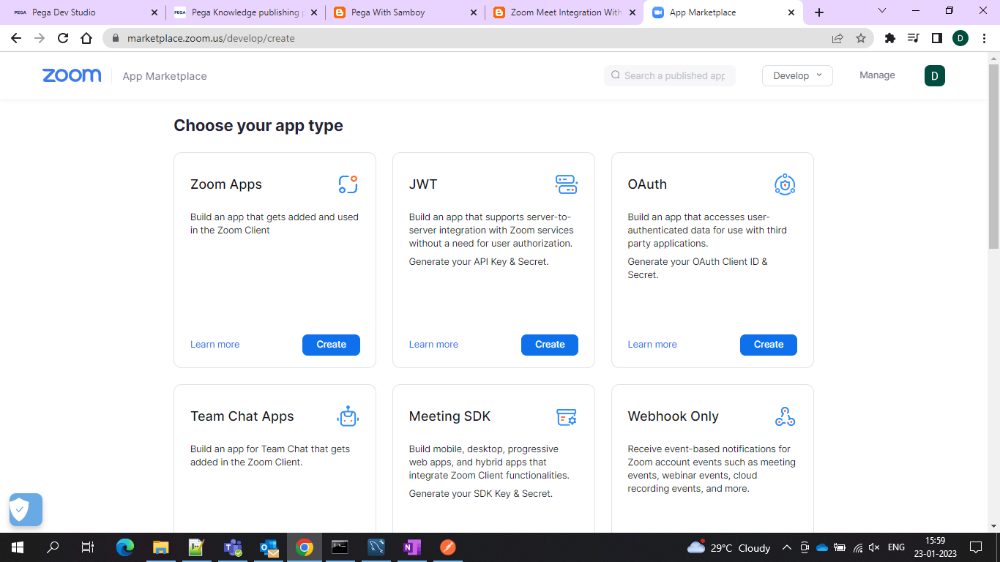 PEGA Pega Dev Studio
PEGA Pega Knowledge publishing p
Pega With Samboy
Zoom Meet Integration With
App Marketplace
marketplace.zoom.us/develop/create
D
zoom App Marketplace
Search a published app
Develop
Manage
D
Choose your app type
Zoom Apps
Build an app that gets added and used
in the Zoom Client
Learn more
Create
JWT
Build an app that supports server-to-
server integration with Zoom services
without a need for user authorization.
Generate your API Key & Secret.
Learn more
Create
OAuth
Build an app that accesses user-
authenticated data for use with third
party applications.
Generate your OAuth Client ID &
Secret.
Learn more
Create
Team Chat Apps
Build an app for Team Chat that gets
added in the Zoom Client.
Meeting SDK
Build mobile, desktop, progressive
web apps, and hybrid apps that
integrate Zoom Client functionalities.
Generate your SDK Key & Secret.
Webhook Only
Receive event-based notifications for
Zoom account events such as meeting
events, webinar events, cloud
recording events, and more.
29°C Cloudy
ENG
15:59
23-01-2023